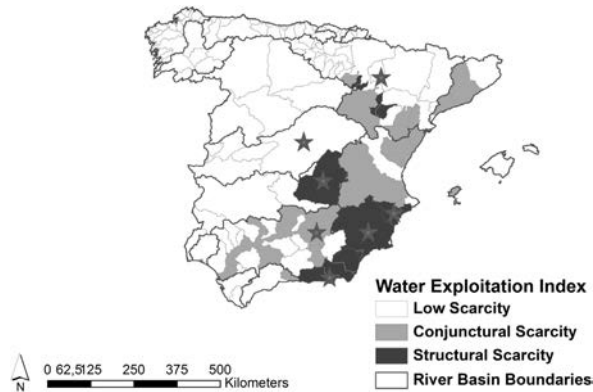 Water Exploitation Index
Low Scarcity
Conjunctural Scarcity
Structural Scarcity
River Basin Boundaries
N
0 62,5125 250 375 500
Kilometers